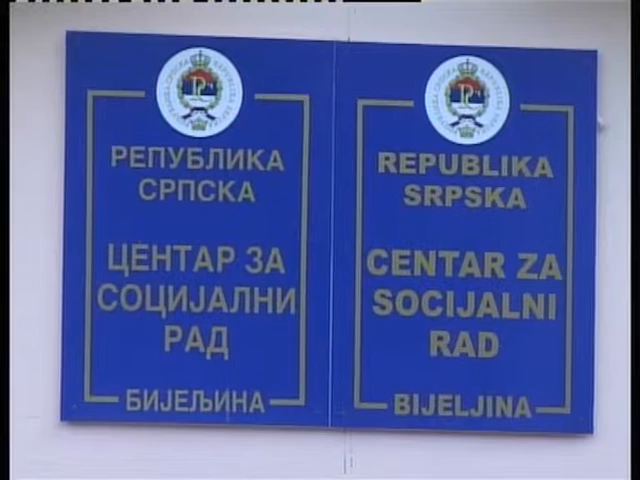 РЕПУБЛИКА
СРПСКА
ЦЕНТАР ЗА
СОЦИЈАЛНИ
РАД
БИЈЕЉИНА
REPUBLIKA
SRPSKA
CENTAR ZA
SOCIJALNI
RAD
BIJELJINA